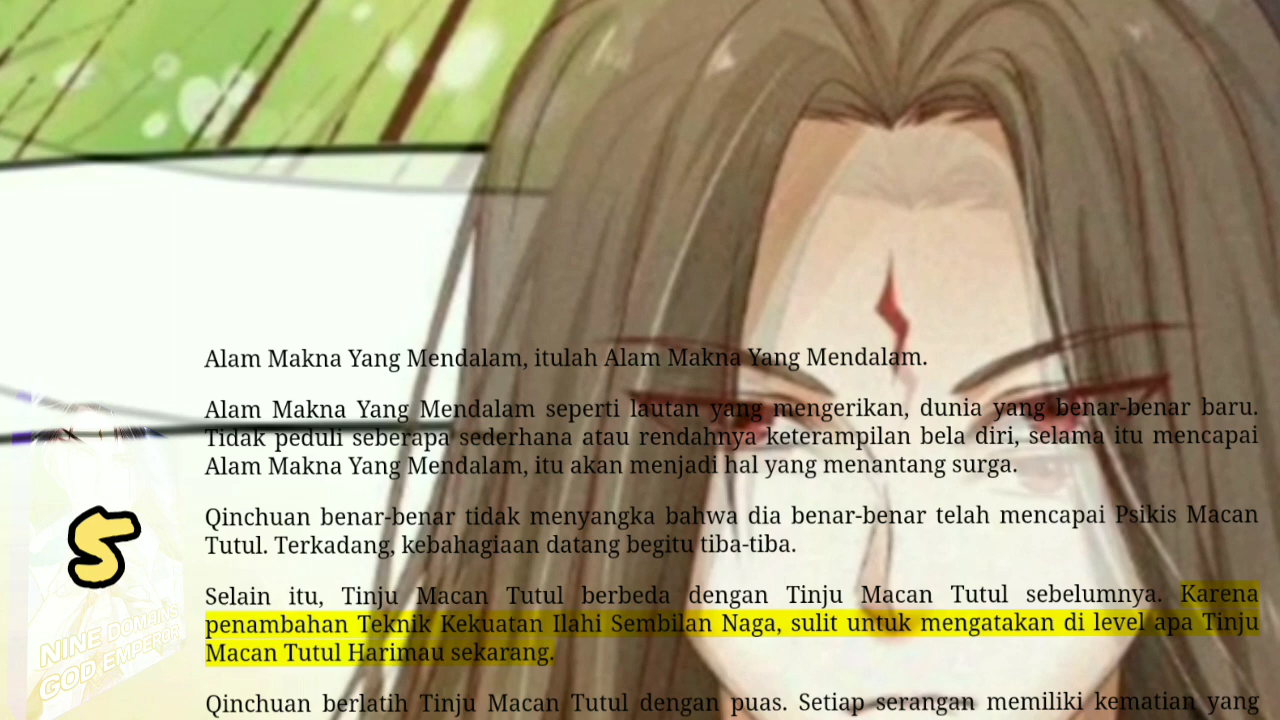 Alam Makna Yang Mendalam, itulah Alam Makna Yang Mendalam.
Alam Makna Yang Mendalam seperti lautan yang mengerikan, dunia yang benar-benar baru.
Tidak peduli seberapa sederhana atau rendahnya keterampilan bela diri, selama itu mencapai
Alam Makna Yang Mendalam, itu akan menjadi hal yang menantang surga.
Qinchuan benar-benar tidak menyangka bahwa dia benar-benar telah mencapai Psikis Macan
Tutul. Terkadang, kebahagiaan datang begitu tiba-tiba.
Selain itu, Tinju Macan Tutul berbeda dengan Tinju Macan Tutul sebelumnya. Karena
penambahan Teknik Kekuatan Ilahi Sembilan Naga, sulit untuk mengatakan di level apa Tinju
Macan Tutul Harimau sekarang.
Qinchuan berlatih Tinju Macan Tutul dengan puas. Setiap serangan memiliki kematian yang
S
NINE DOMAINS
GOD EMPEROR